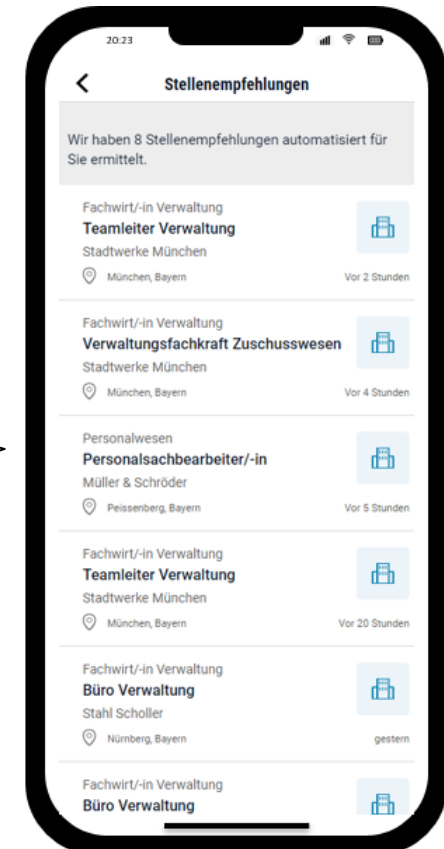 20:23
Stellenempfehlungen
Wir haben 8 Stellenempfehlungen automatisiert für
Sie ermittelt.
Fachwirt/-in Verwaltung
Teamleiter Verwaltung
Stadtwerke München
München, Bayern
Vor 2 Stunden
Fachwirt/-in Verwaltung
Verwaltungsfachkraft Zuschusswesen
Stadtwerke München
München, Bayern
Vor 4 Stunden
Personalwesen
Personalsachbearbeiter/-in
Müller & Schröder
Peissenberg, Bayern
Vor 5 Stunden
Fachwirt/-in Verwaltung
Teamleiter Verwaltung
Stadtwerke München
München, Bayern
Vor 20 Stunden
Fachwirt/-in Verwaltung
Büro Verwaltung
Stahl Scholler
Nürnberg, Bayern
gestern
Fachwirt/-in Verwaltung
Büro Verwaltung